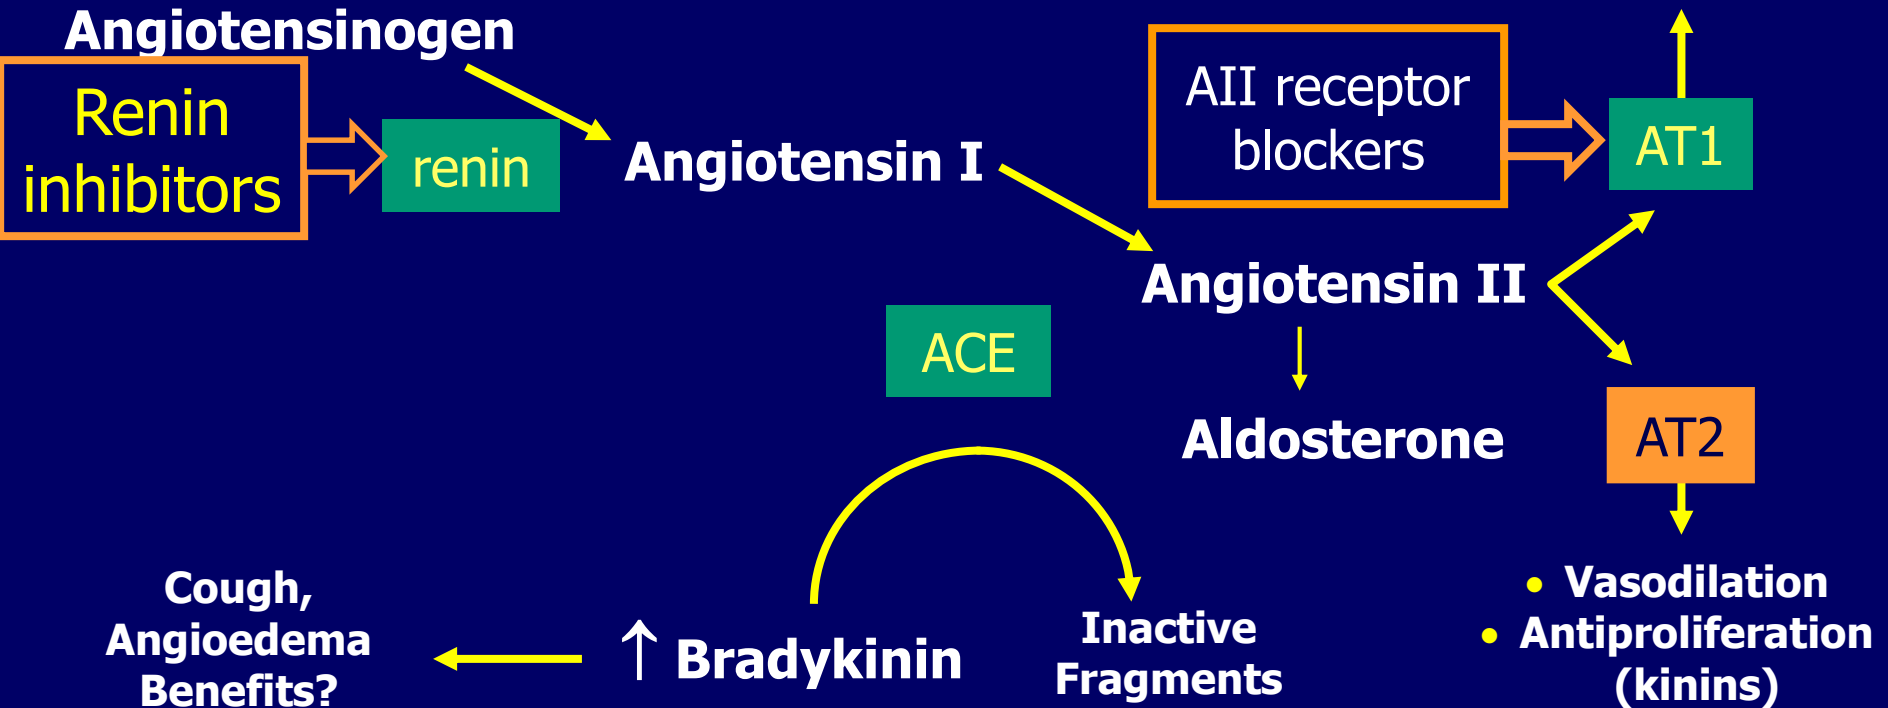 Angiotensinogen
Renin
inhibitors
renin
Angiotensin I
AII receptor
blockers
AT1
Angiotensin II
ACE
Aldosterone
AT2
Cough,
Angioedema
Benefits?
↑ Bradykinin
Inactive
Fragments
• Vasodilation
• Antiproliferation
(kinins)